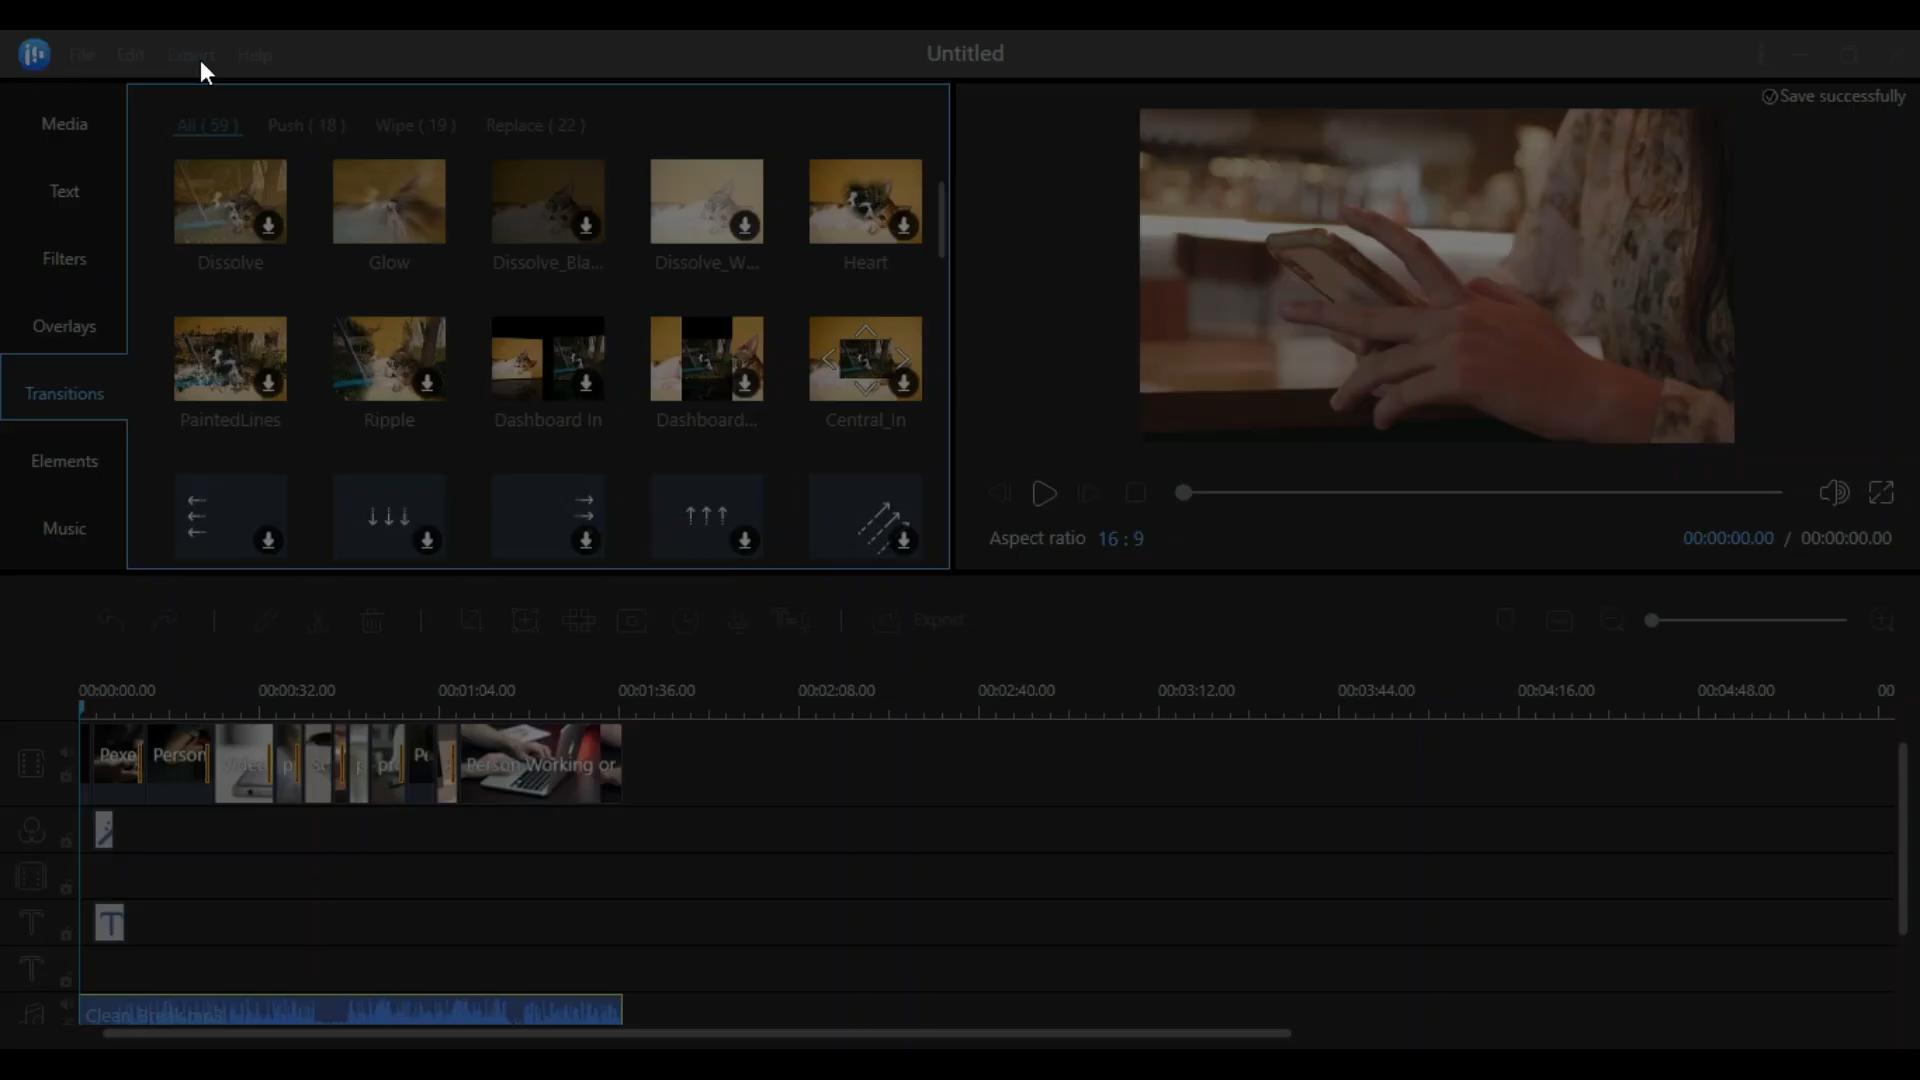 File Edit Export Help
Untitled
Save successfully
Media
Text
Filters
Overlays
Transitions
Elements
Music
All ( 59 ) Push ( 18 ) Wipe ( 19 ) Replace ( 22 )
Dissolve Glow Dissolve_Bla... Dissolve_W... Heart
PaintedLines Ripple Dashboard In Dashboard... Central_In
Aspect ratio 16 : 9
00:00:00.00 / 00:00:00.00
Export
00:00:00.00 00:00:32.00 00:01:04.00 00:01:36.00 00:02:08.00 00:02:40.00 00:03:12.00 00:03:44.00 00:04:16.00 00:04:48.00 00
Pexe Person Video p pr Person Working or
Clean_Break.mp3